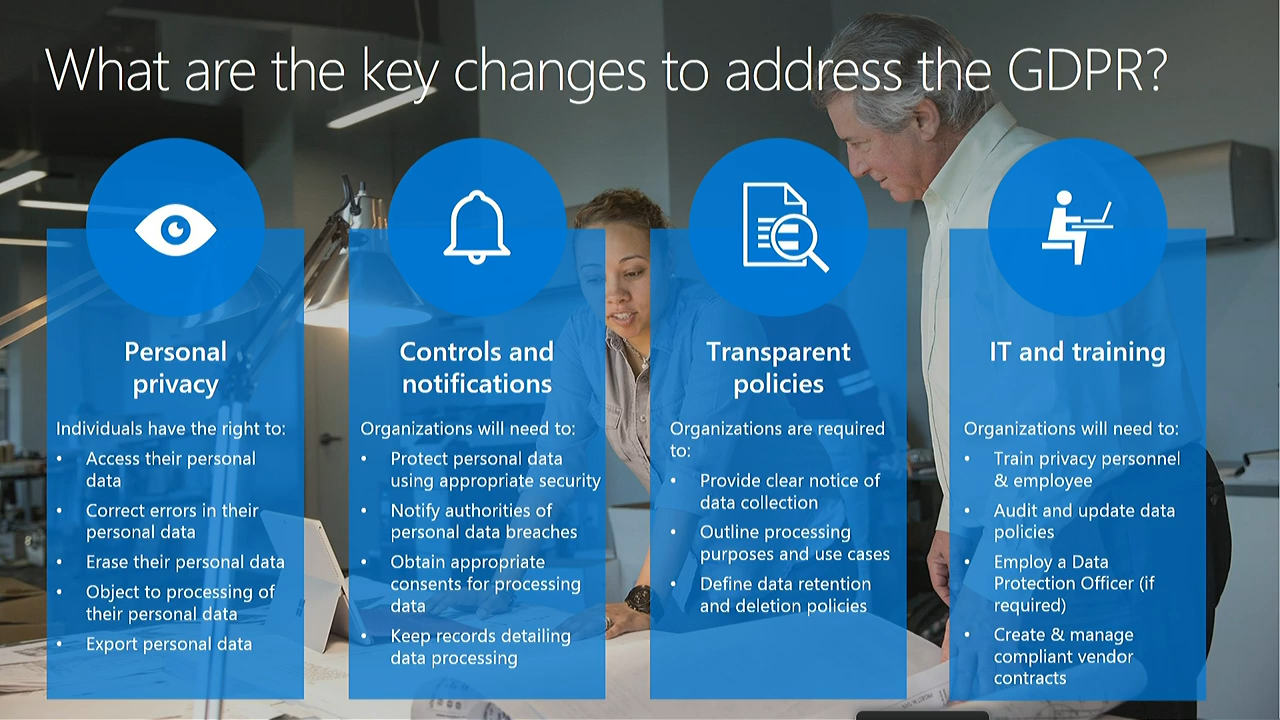 What are the key changes to address the GDPR?
Personal
privacy
Individuals have the right to:
• Access their personal
data
• Correct errors in their
personal data
• Erase their personal data
• Object to processing of
their personal data
• Export personal data
Controls and
notifications
Organizations will need to:
• Protect personal data
using appropriate security
• Notify authorities of
personal data breaches
• Obtain appropriate
consents for processing
data
• Keep records detailing
data processing
Transparent
policies
Organizations are required
to:
• Provide clear notice of
data collection
• Outline processing
purposes and use cases
• Define data retention
and deletion policies
IT and training
Organizations will need to:
• Train privacy personnel
& employee
• Audit and update data
policies
• Employ a Data
Protection Officer (if
required)
• Create & manage
compliant vendor
contracts